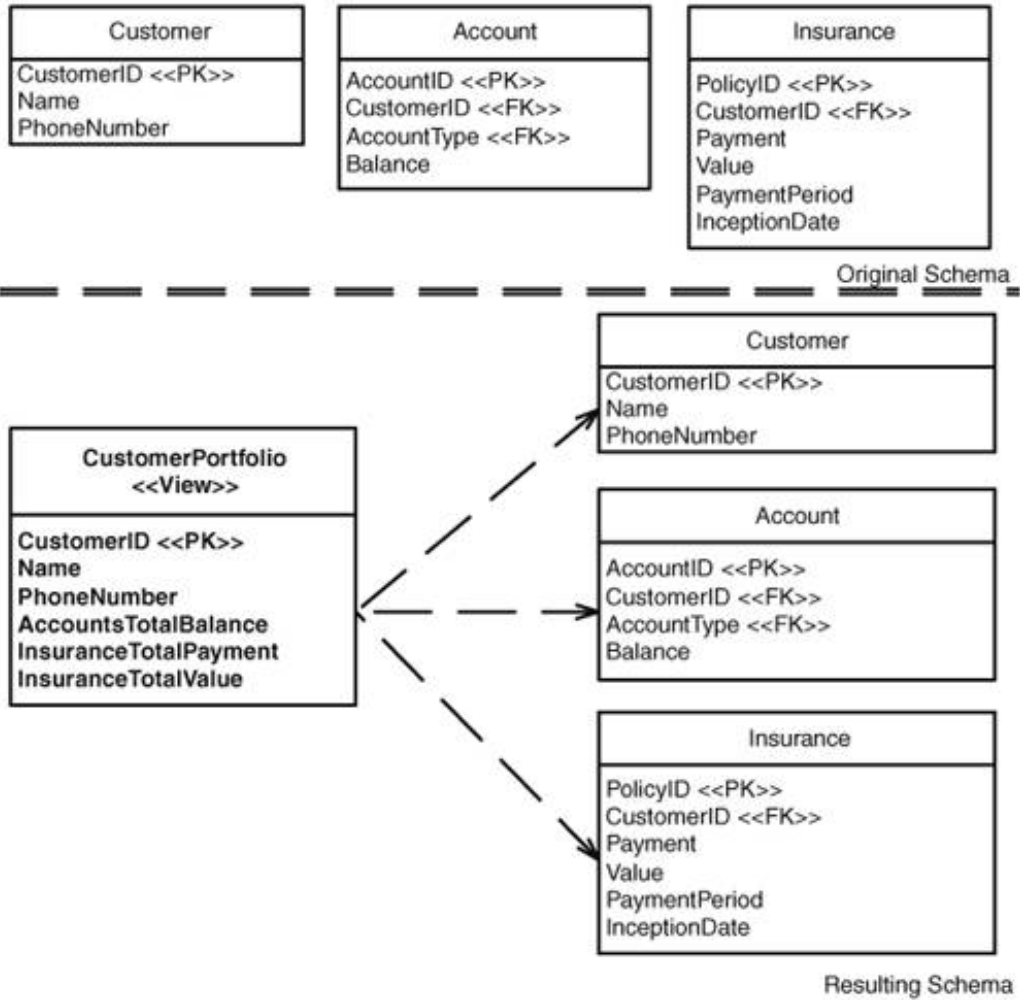 Customer
CustomerID <<PK>>
Name
PhoneNumber
Account
AccountID <<PK>>
CustomerID <<FK>>
AccountType <<FK>>
Balance
Insurance
PolicyID <<PK>>
CustomerID <<FK>>
Payment
Value
PaymentPeriod
InceptionDate
Original Schema
CustomerPortfolio
<<View>>
CustomerID <<PK>>
Name
PhoneNumber
AccountsTotalBalance
InsuranceTotalPayment
InsuranceTotalValue
Customer
CustomerID <<PK>>
Name
PhoneNumber
Account
AccountID <<PK>>
CustomerID <<FK>>
AccountType <<FK>>
Balance
Insurance
PolicyID <<PK>>
CustomerID <<FK>>
Payment
Value
PaymentPeriod
InceptionDate
Resulting Schema